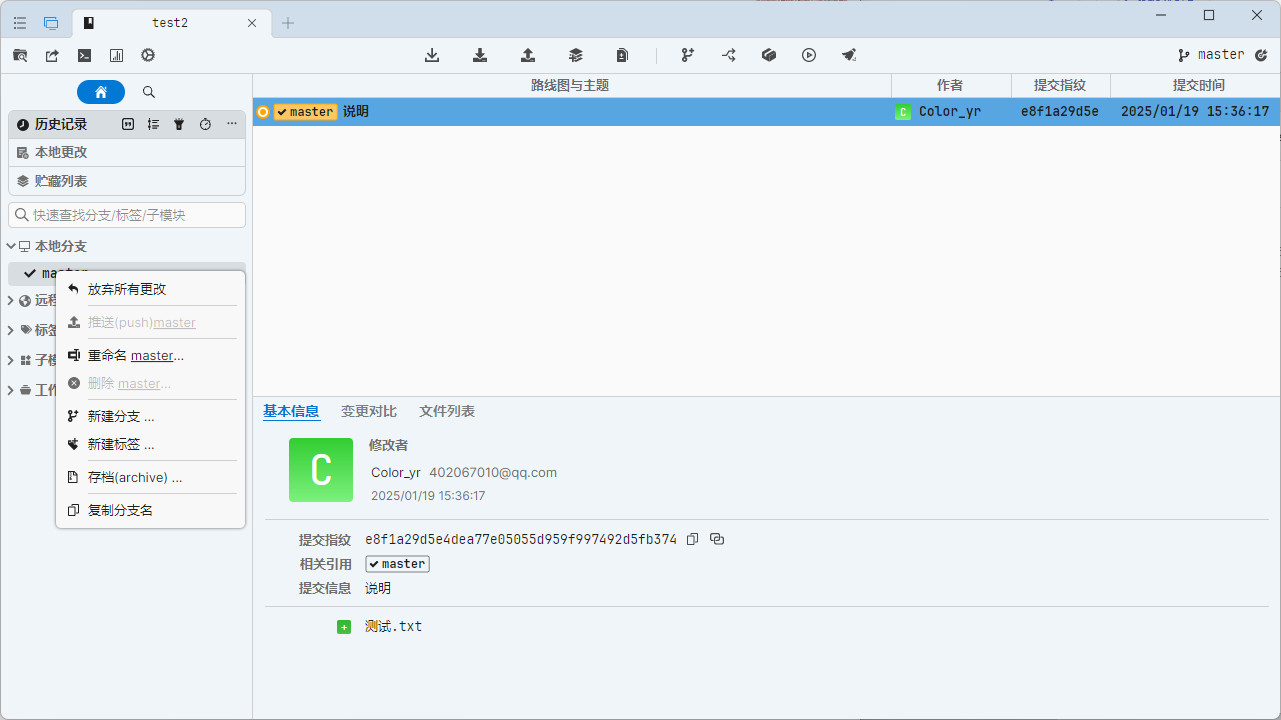 test2
master
路线图与主题
作者
提交指纹
提交时间
master 说明
C Color_yr
e8f1a29d5e
2025/01/19 15:36:17
历史记录
本地更改
贮藏列表
快速查找分支/标签/子模块
本地分支
master
远程
标签
子模
工作
放弃所有更改
推送(push)master
重命名 master...
删除 master...
新建分支 ...
新建标签 ...
存档(archive) ...
复制分支名
基本信息
变更对比
文件列表
C
修改者
Color_yr 402067010@qq.com
2025/01/19 15:36:17
提交指纹 e8f1a29d5e4dea77e05055d959f997492d5fb374
相关引用 master
提交信息 说明
测试.txt